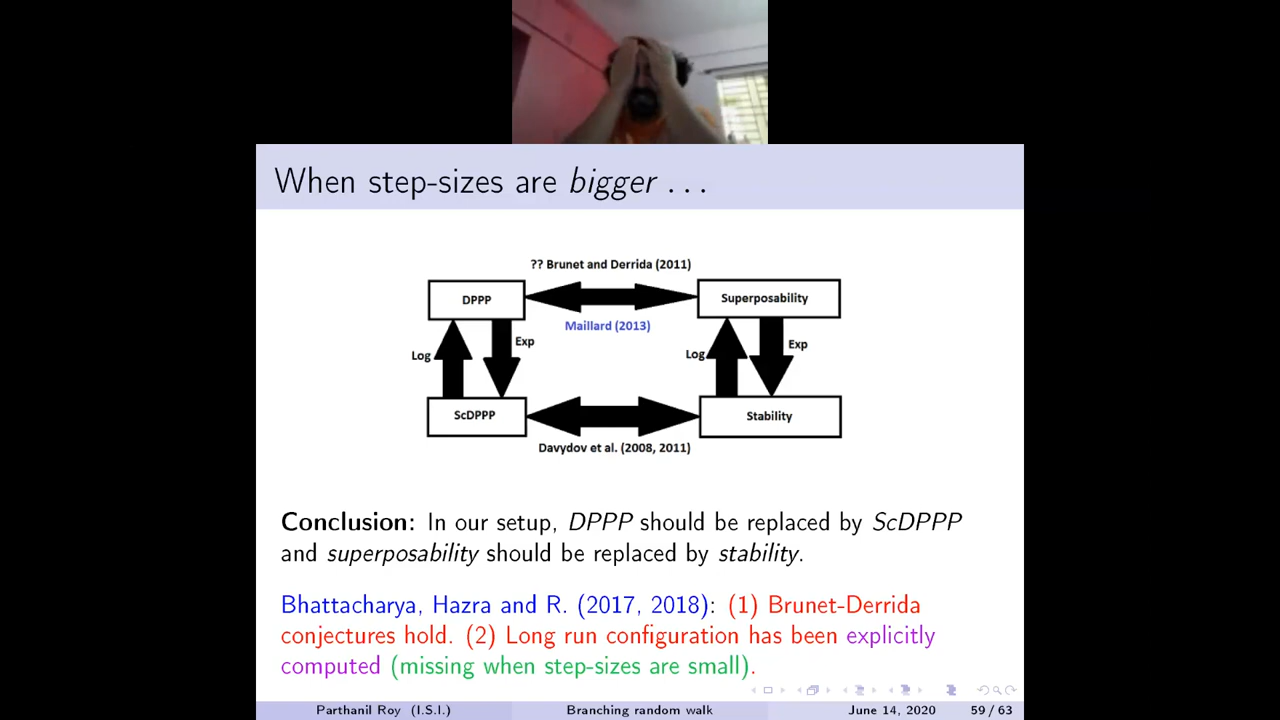 When step-sizes are bigger . . .
?? Brunet and Derrida (2011)
DPPP
Superposability
Maillard (2013)
Log
Exp
Log
Exp
ScDPPP
Stability
Davydov et al. (2008, 2011)
Conclusion: In our setup, DPPP should be replaced by ScDPPP
and superposability should be replaced by stability.
Bhattacharya, Hazra and R. (2017, 2018): (1) Brunet-Derrida
conjectures hold. (2) Long run configuration has been explicitly
computed (missing when step-sizes are small).
Parthanil Roy (I.S.I.) Branching random walk June 14, 2020 59 / 63